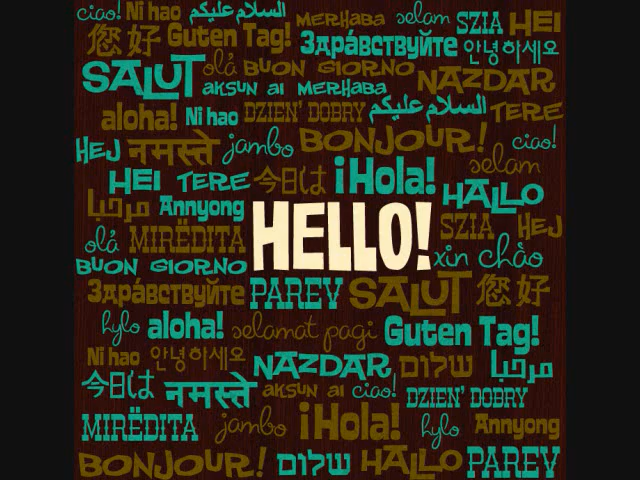 ciao! Ni hao السلام عليكم MERHABA selam SZIA HEI
您好 Guten Tag! Здравствуйте 안녕하세요
SALUT olá BUON GIORNO NAZDAR
AKSUN AI MERHABA
aloha! Ni hao DZIEN' DOBRY السلام عليكم TERE
HEJ नमस्ते jambo BONJOUR! ciao!
selam
HEI TERE 今日は ¡Hola! HALLO
مرحبا Annyong HELLO! SZIA HEJ
olá MIRËDITA xin chào
BUON GIORNO
Здравствуйте PAREV SALUT 您好
hylo aloha! selamat pagi Guten Tag!
Ni hao 안녕하세요 NAZDAR שלום مرحبا
今日は नमस्ते AKSUN AI ciao! DZIEN' DOBRY
MIRËDITA jambo ¡Hola! hylo Annyong
BONJOUR! שלום HALLO PAREV